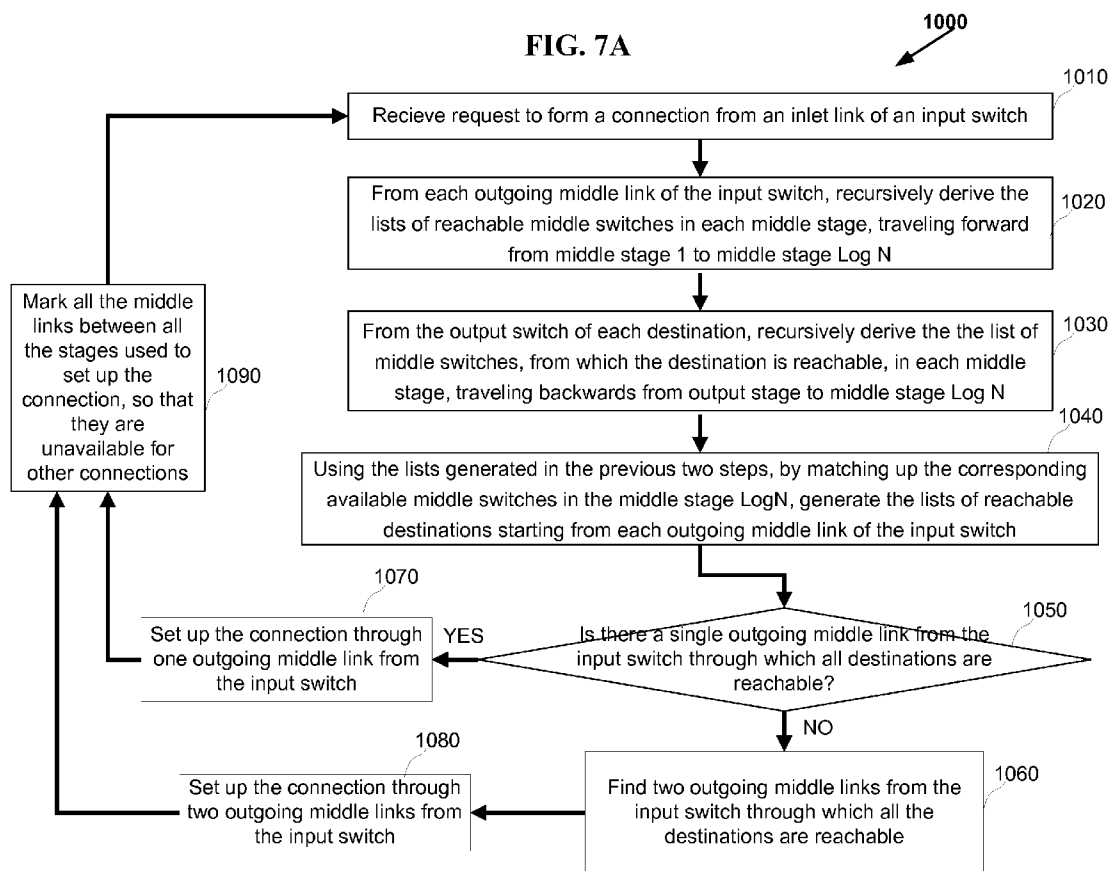 FIG. 7A
1000
1010
Recieve request to form a connection from an inlet link of an input switch
From each outgoing middle link of the input switch, recursively derive the
lists of reachable middle switches in each middle stage, traveling forward
from middle stage 1 to middle stage Log N
1020
From the output switch of each destination, recursively derive the the list of
middle switches, from which the destination is reachable, in each middle
stage, traveling backwards from output stage to middle stage Log N
1030
1040
Using the lists generated in the previous two steps, by matching up the corresponding
available middle switches in the middle stage LogN, generate the lists of reachable
destinations starting from each outgoing middle link of the input switch
1050
Is there a single outgoing middle link from the
input switch through which all destinations are
reachable?
YES
NO
1070
Set up the connection through
one outgoing middle link from
the input switch
1060
Find two outgoing middle links from the
input switch through which all the
destinations are reachable
1080
Set up the connection through
two outgoing middle links from
the input switch
Mark all the middle
links between all
the stages used to
set up the
connection, so that
they are
unavailable for
other connections
1090